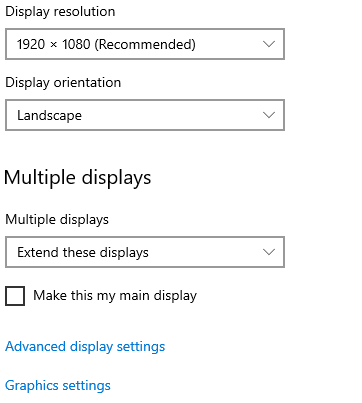 Display resolution
1920 × 1080 (Recommended)
Display orientation
Landscape
Multiple displays
Multiple displays
Extend these displays
Make this my main display
Advanced display settings
Graphics settings